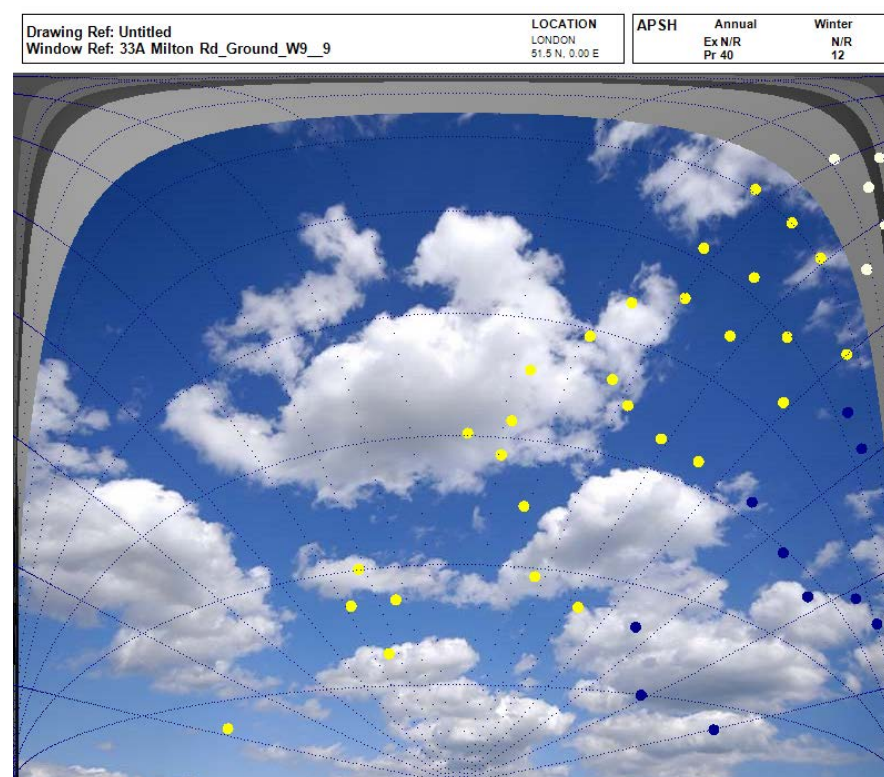 Drawing Ref: Untitled
Window Ref: 33A Milton Rd_Ground_W9__9
LOCATION
LONDON
51.5 N, 0.00 E
APSH Annual Winter
Ex N/R N/R
Pr 40 12